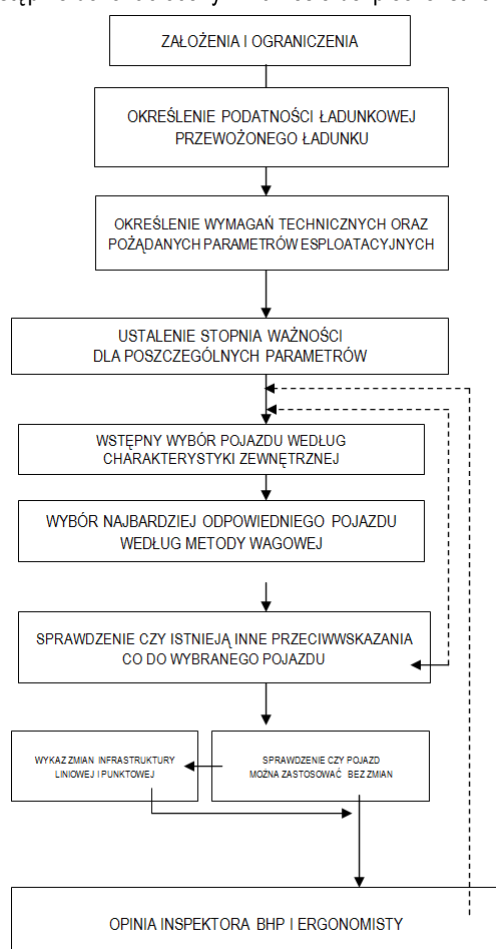 ZAŁOŻENIA I OGRANICZENIA
OKREŚLENIE PODATNOŚCI ŁADUNKOWEJ
PRZEWOŻONEGO ŁADUNKU
OKREŚLENIE WYMAGAŃ TECHNICZNYCH ORAZ
POŻĄDANYCH PARAMETRÓW ESPLOATACYJNYCH
USTALENIE STOPNIA WAŻNOŚCI
DLA POSZCZEGÓLNYCH PARAMETRÓW
WSTĘPNY WYBÓR POJAZDU WEDŁUG
CHARAKTERYSTYKI ZEWNĘTRZNEJ
WYBÓR NAJBARDZIEJ ODPOWIEDNIEGO POJAZDU
WEDŁUG METODY WAGOWEJ
SPRAWDZENIE CZY ISTNIEJĄ INNE PRZECIWWSKAZANIA
CO DO WYBRANEGO POJAZDU
WYKAZ ZMIAN INFRASTRUKTURY
LINIOWEJ I PUNKTOWEJ
SPRAWDZENIE CZY POJAZD
MOŻNA ZASTOSOWAĆ BEZ ZMIAN
OPINIA INSPEKTORA BHP I ERGONOMISTY